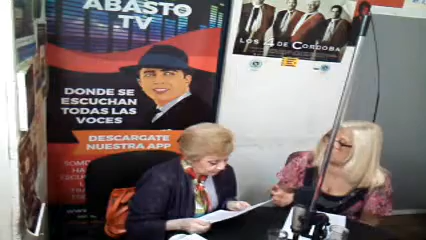 ABASTO
TV
DONDE SE
ESCUCHAN
TODAS LAS
VOCES
DESCARGATE
NUESTRA APP
LOS 4 DE CORDOBA